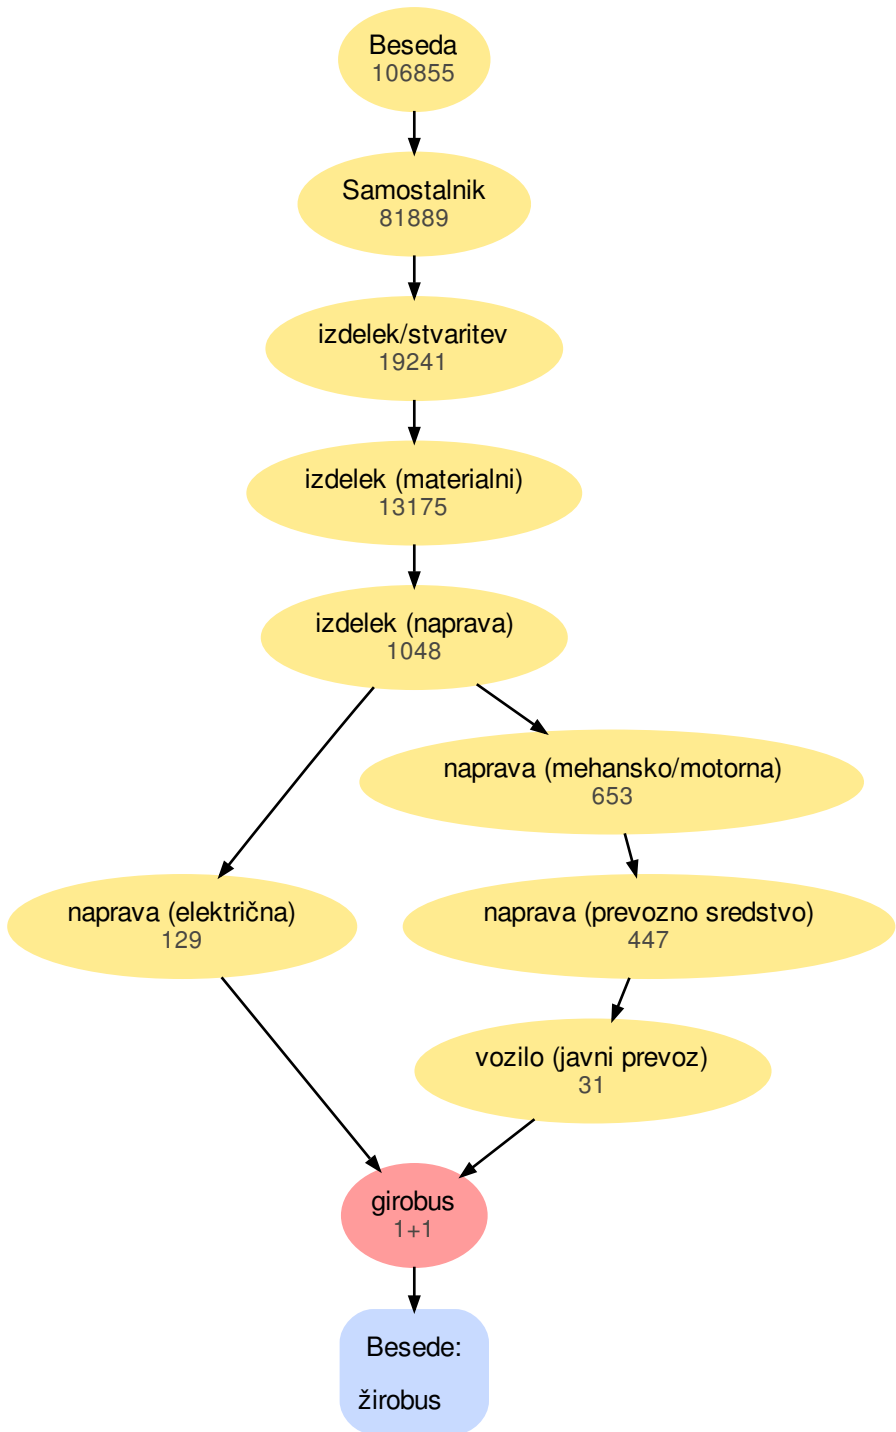 Beseda
106855
Samostalnik
81889
izdelek/stvaritev
19241
izdelek (materialni)
13175
izdelek (naprava)
1048
naprava (mehansko/motorna)
653
naprava (električna)
129
naprava (prevozno sredstvo)
447
vozilo (javni prevoz)
31
girobus
1+1
Besede:
žirobus